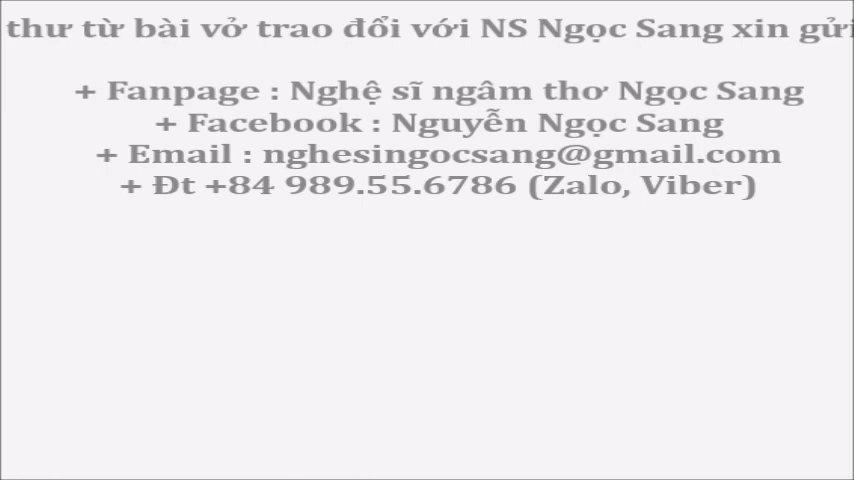 thư từ bài vở trao đổi với NS Ngọc Sang xin gửi
+ Fanpage : Nghệ sĩ ngâm thơ Ngọc Sang
+ Facebook : Nguyễn Ngọc Sang
+ Email : nghesingocsang@gmail.com
+ Đt +84 989.55.6786 (Zalo, Viber)